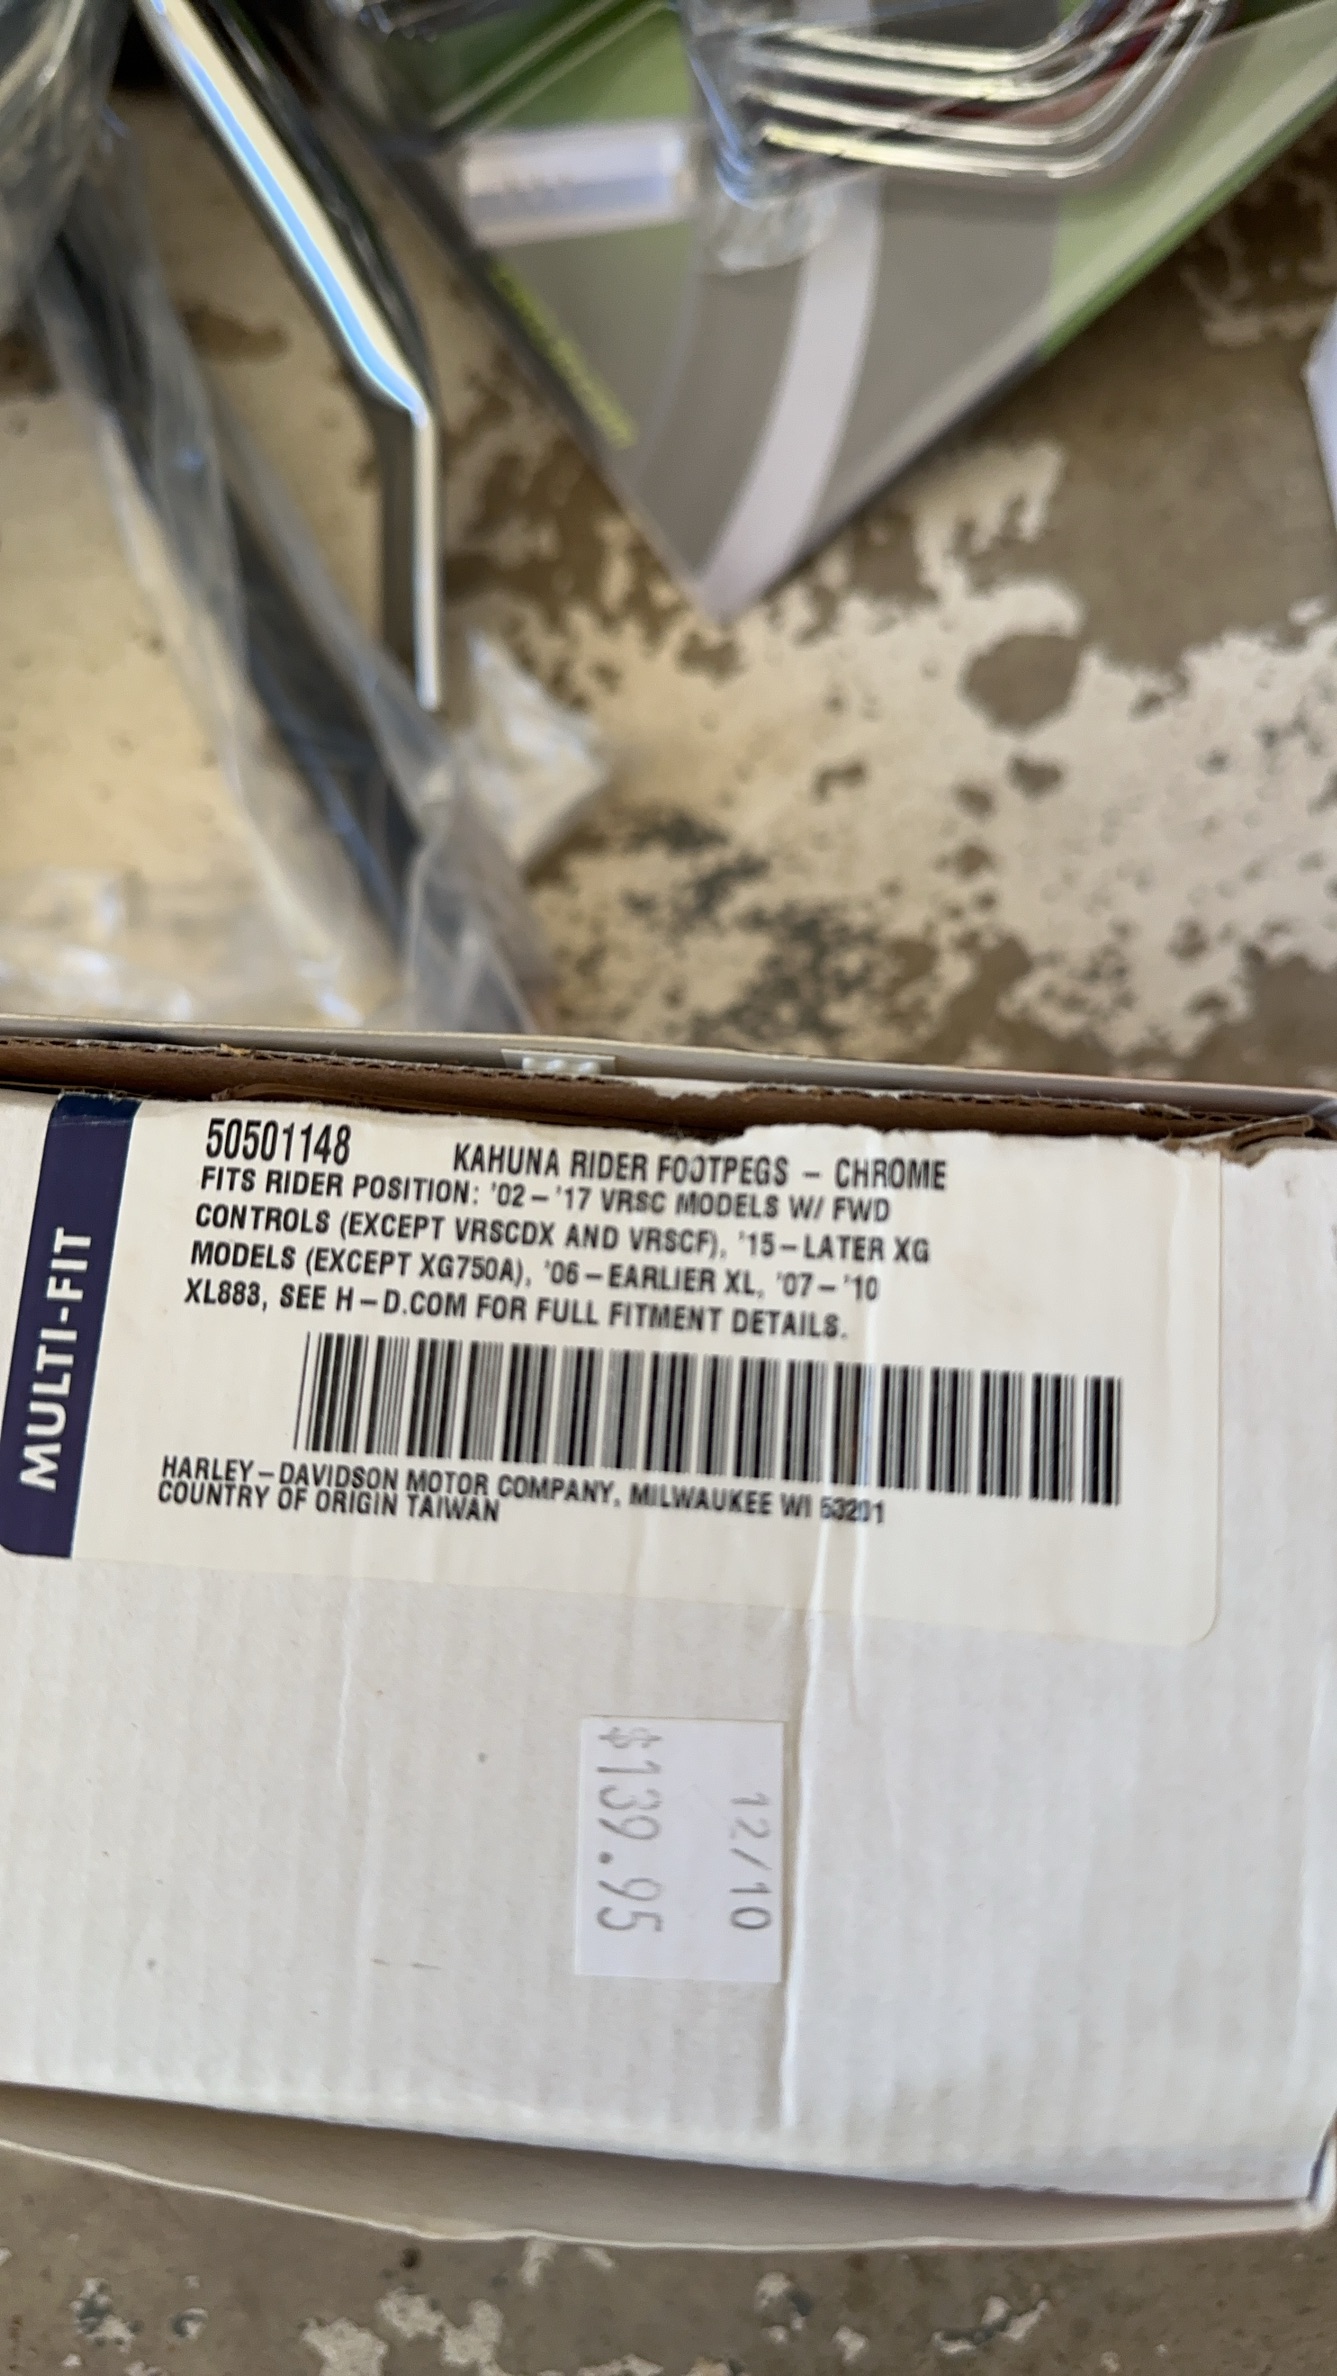 50501148 KAHUNA RIDER FOOTPEGS – CHROME
FITS RIDER POSITION: '02–'17 VRSC MODELS W/ FWD
CONTROLS (EXCEPT VRSCDX AND VRSCF), '15–LATER XG
MODELS (EXCEPT XG750A), '06–EARLIER XL, '07–'10
XL883, SEE H–D.COM FOR FULL FITMENT DETAILS.
HARLEY–DAVIDSON MOTOR COMPANY, MILWAUKEE WI 53201
COUNTRY OF ORIGIN TAIWAN
MULTI-FIT
12/10
$139.95